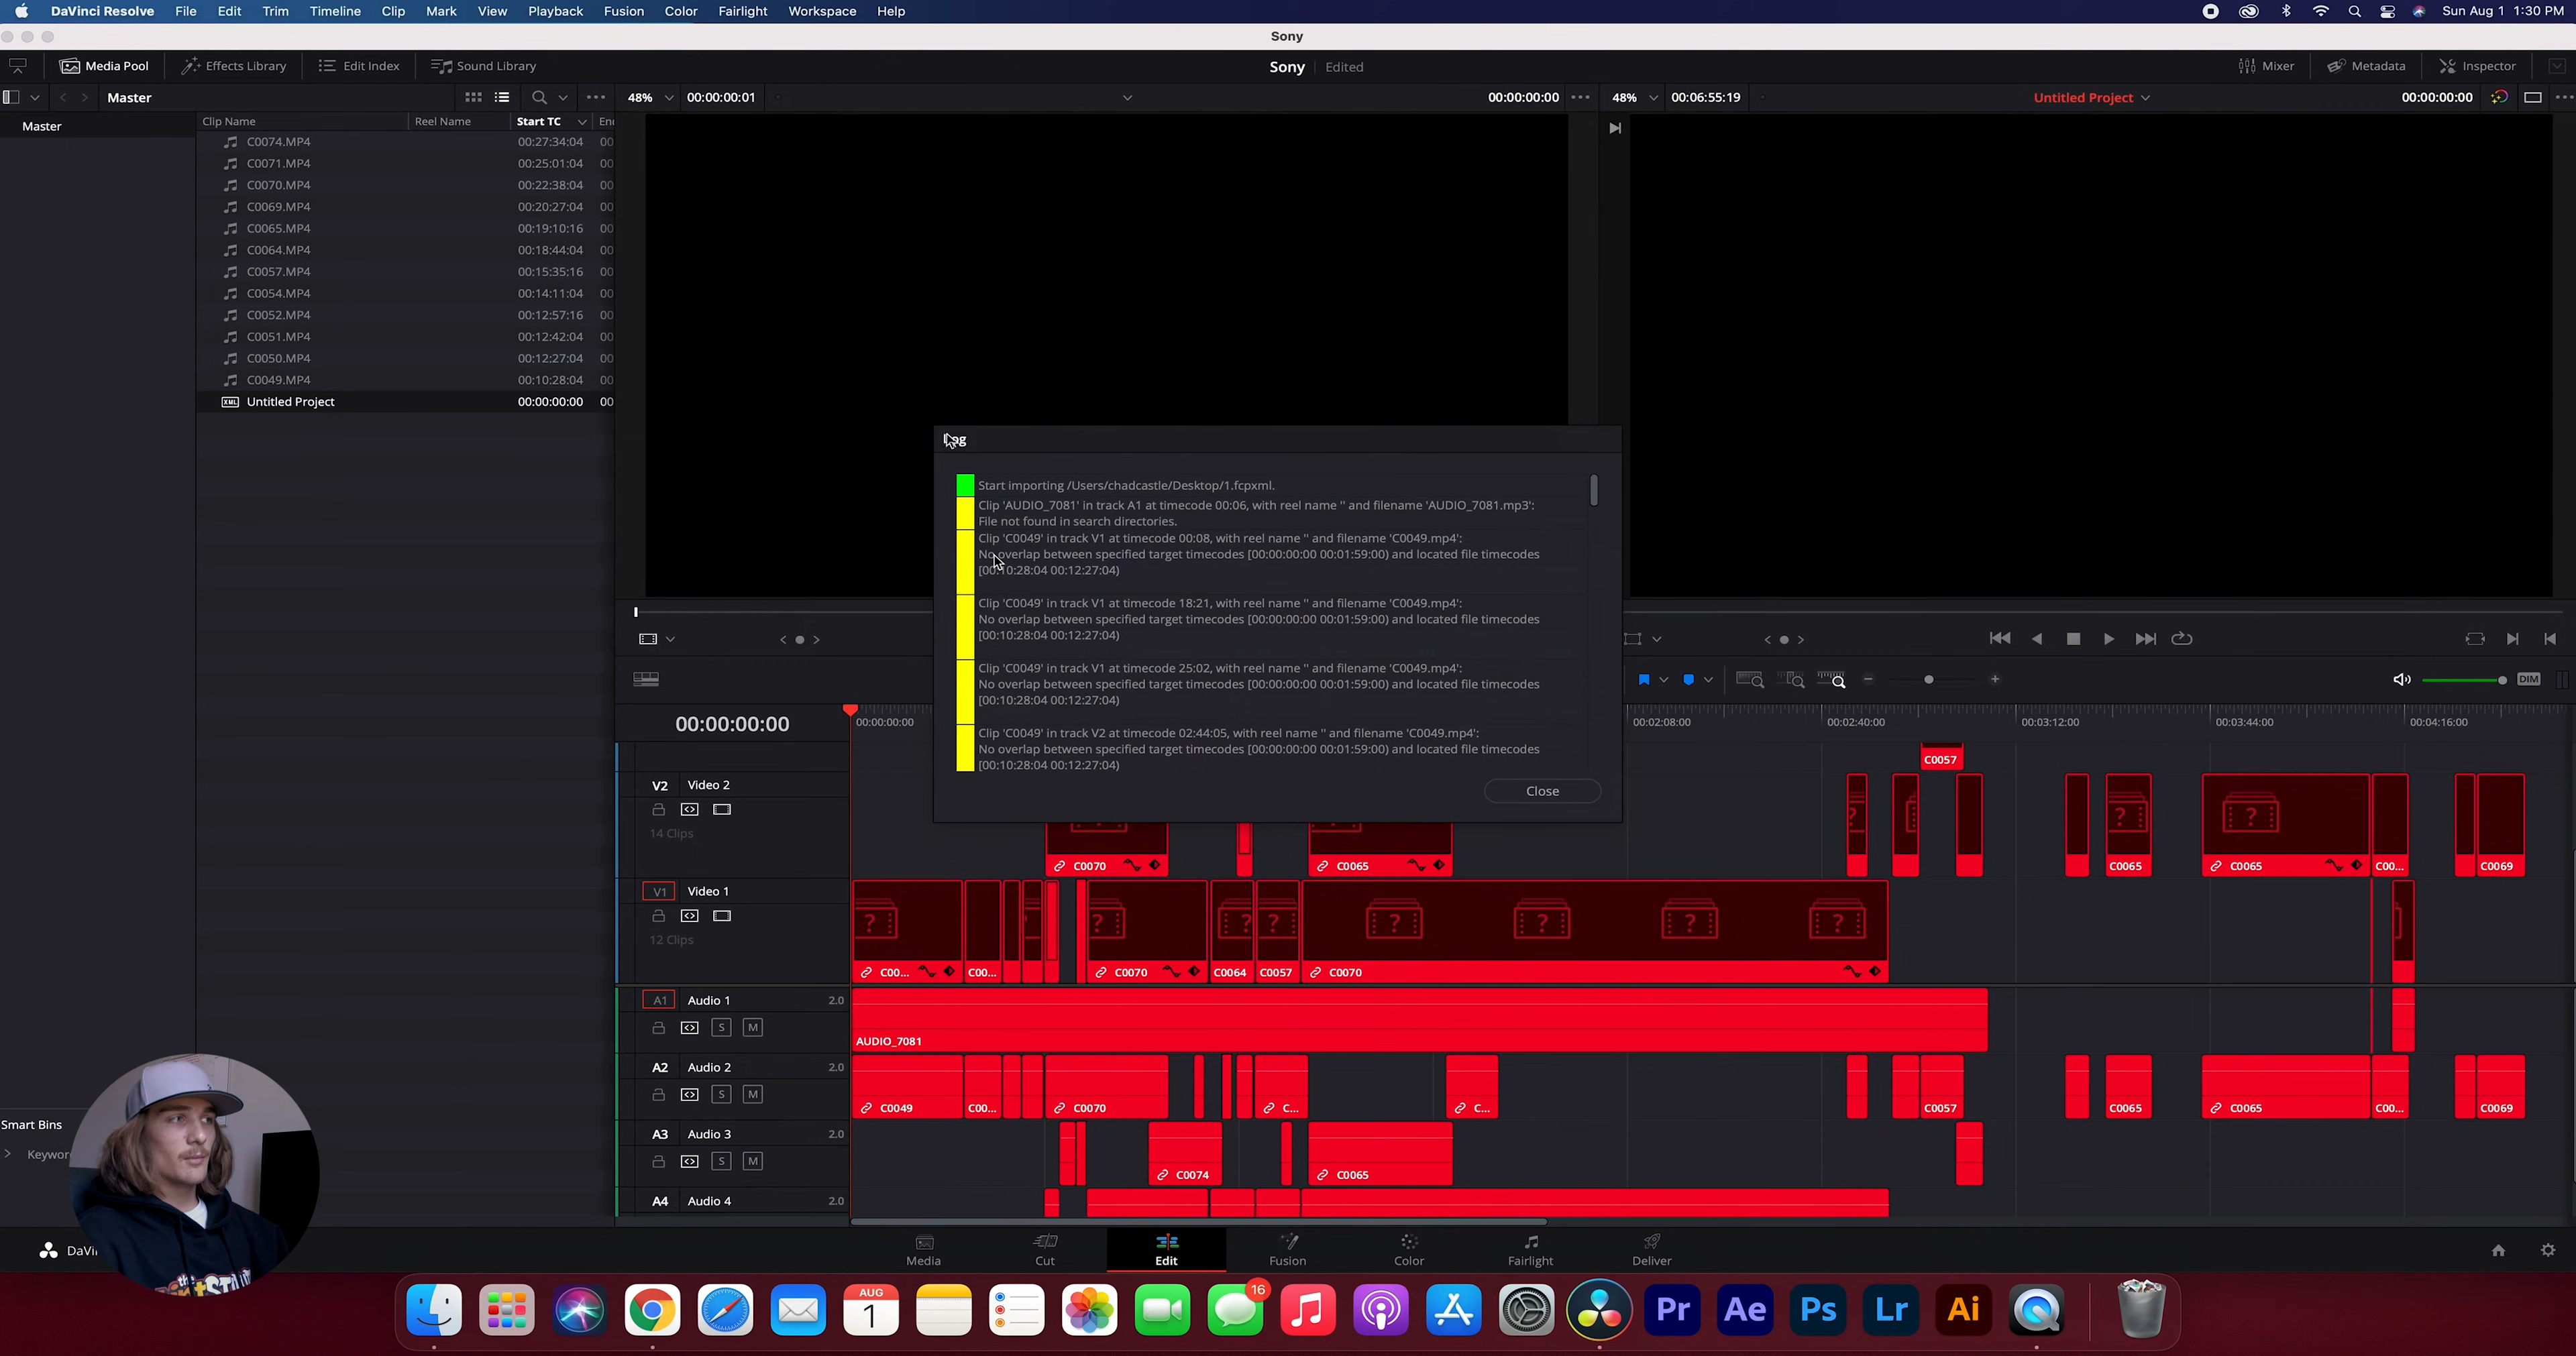 DaVinci Resolve File Edit Trim Timeline Clip Mark View Playback Fusion Color Fairlight Workspace Help Sun Aug 1 1:30 PM
Sony
Media Pool Effects Library Edit Index Sound Library Sony Edited Mixer Metadata Inspector
Master 48% 00:00:00:01 00:00:00:00 48% 00:06:55:19 Untitled Project 00:00:00:00
Master
Clip Name Reel Name Start TC
C0074.MP4 00:27:34:04 00
C0071.MP4 00:25:01:04 00
C0070.MP4 00:22:38:04 00
C0069.MP4 00:20:27:04 00
C0065.MP4 00:19:10:16 00
C0064.MP4 00:18:44:04 00
C0057.MP4 00:15:35:16 00
C0054.MP4 00:14:11:04 00
C0052.MP4 00:12:57:16 00
C0051.MP4 00:12:42:04 00
C0050.MP4 00:12:27:04 00
C0049.MP4 00:10:28:04 00
XML Untitled Project 00:00:00:00 00
Log
Start importing /Users/chadcastle/Desktop/1.fcpxml.
Clip 'AUDIO_7081' in track A1 at timecode 00:06, with reel name '' and filename 'AUDIO_7081.mp3':
File not found in search directories.
Clip 'C0049' in track V1 at timecode 00:08, with reel name '' and filename 'C0049.mp4':
No overlap between specified target timecodes [00:00:00:00 00:01:59:00) and located file timecodes
[00:10:28:04 00:12:27:04)
Clip 'C0049' in track V1 at timecode 18:21, with reel name '' and filename 'C0049.mp4':
No overlap between specified target timecodes [00:00:00:00 00:01:59:00) and located file timecodes
[00:10:28:04 00:12:27:04)
Clip 'C0049' in track V1 at timecode 25:02, with reel name '' and filename 'C0049.mp4':
No overlap between specified target timecodes [00:00:00:00 00:01:59:00) and located file timecodes
[00:10:28:04 00:12:27:04)
Clip 'C0049' in track V2 at timecode 02:44:05, with reel name '' and filename 'C0049.mp4':
No overlap between specified target timecodes [00:00:00:00 00:01:59:00) and located file timecodes
[00:10:28:04 00:12:27:04)
Close
DIM
00:00:00:00 00:00:00:00 00:02:08:00 00:02:40:00 00:03:12:00 00:03:44:00 00:04:16:00
C0057
V2 Video 2
14 Clips
C0070 C0065 C0065 C0065 C00... C0069
V1 Video 1
12 Clips
C00... C00... C0070 C0064 C0057 C0070
A1 Audio 1 2.0
S M
AUDIO_7081
A2 Audio 2 2.0
S M
C0049 C00... C0070 C... C... C0057 C0065 C0065 C00... C0069
Smart Bins
A3 Audio 3 2.0
S M
C0074 C0065
A4 Audio 4 2.0
Media Cut Edit Fusion Color Fairlight Deliver
AUG
1
16
Pr Ae Ps Lr Ai